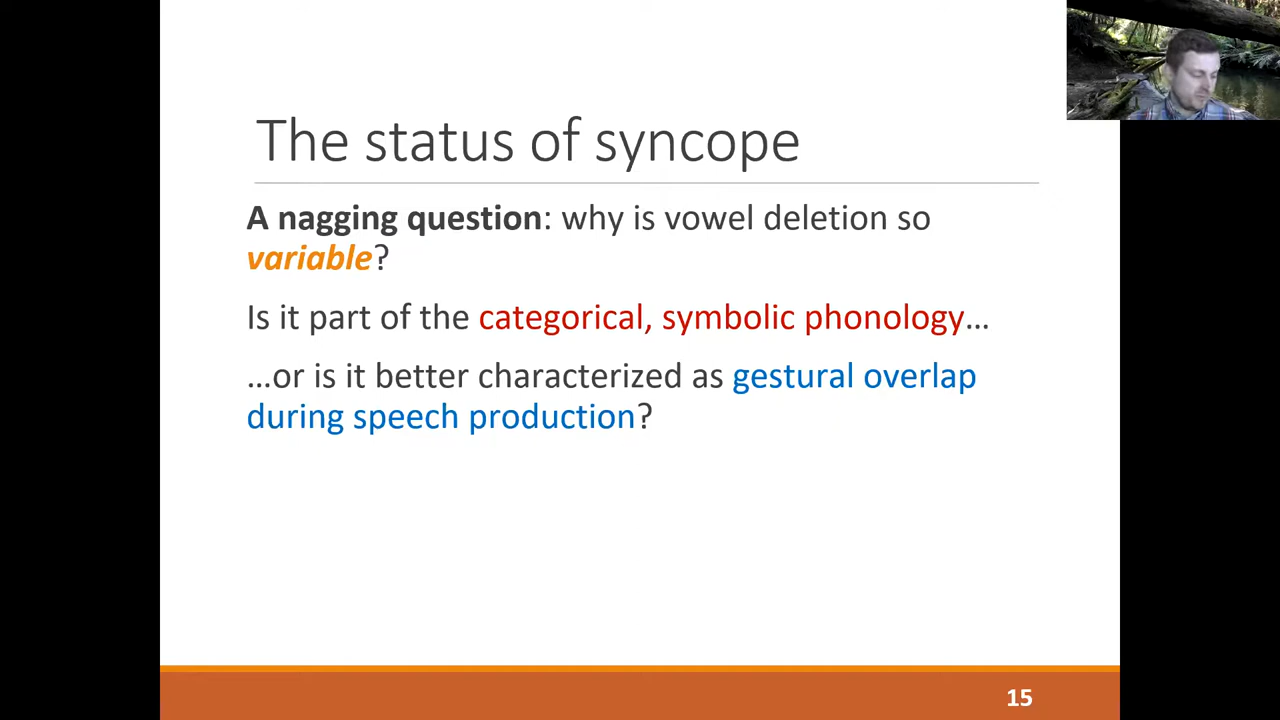 The status of syncope
A nagging question: why is vowel deletion so
variable?
Is it part of the categorical, symbolic phonology…
…or is it better characterized as gestural overlap
during speech production?
15